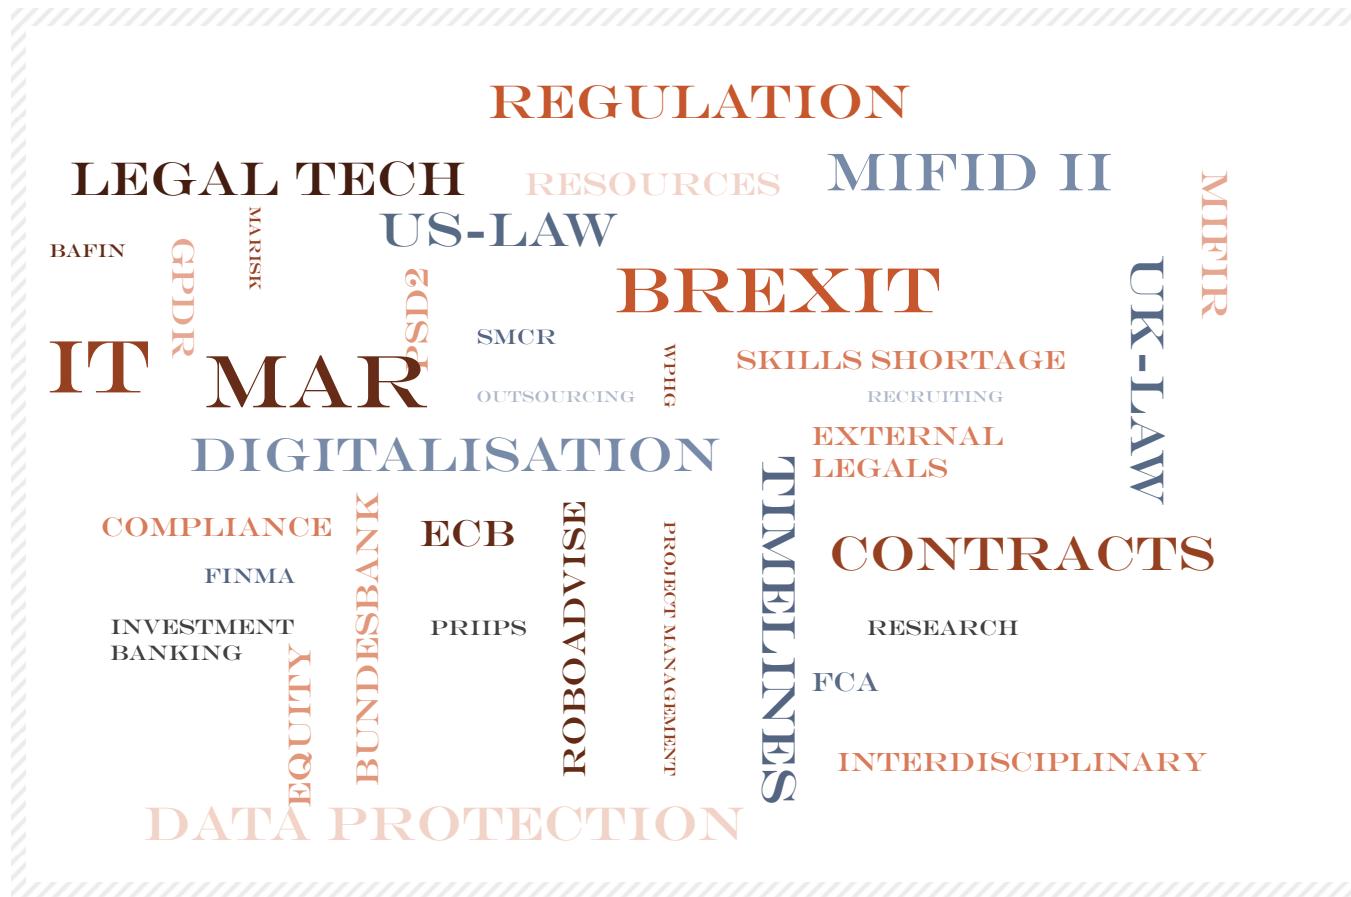 REGULATION
LEGAL TECH
RESOURCES
MIFID II
MIFIR
US-LAW
MARISK
BAFIN
GPDR
PSD2
BREXIT
UK-LAW
SMCR
IT
MAR
WPHG
SKILLS SHORTAGE
OUTSOURCING
RECRUITING
DIGITALISATION
EXTERNAL
LEGALS
TIMELINES
COMPLIANCE
BUNDESBANK
ECB
ROBOADVISE
PROJECT MANAGEMENT
CONTRACTS
FINMA
INVESTMENT
BANKING
PRIIPS
RESEARCH
EQUITY
FCA
INTERDISCIPLINARY
DATA PROTECTION